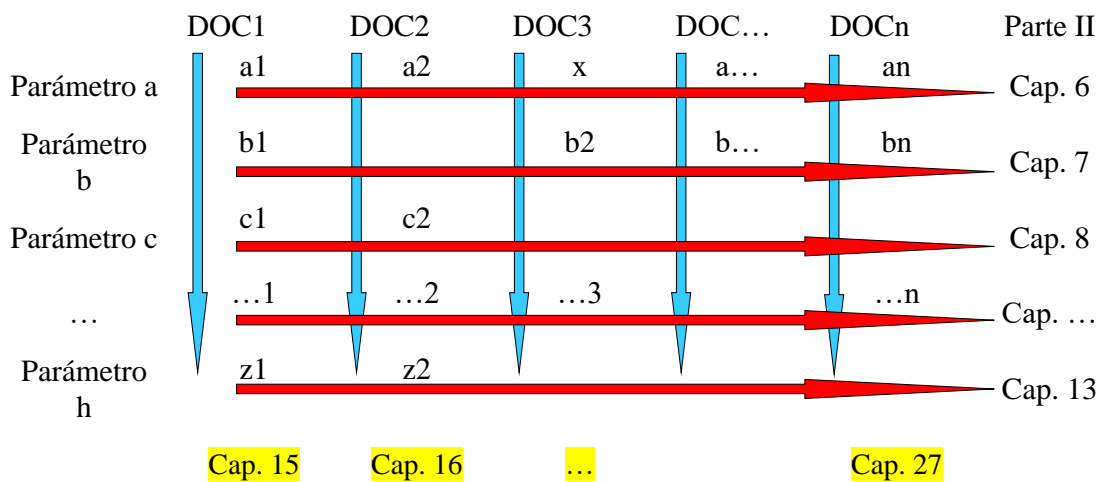 DOC1 DOC2 DOC3 DOC… DOCn Parte II
a1 a2 x a… an
Parámetro a Cap. 6
Parámetro b1 b2 b… bn
b Cap. 7
c1 c2
Parámetro c Cap. 8
…1 …2 …3 …n
… Cap. …
Parámetro z1 z2
h Cap. 13
Cap. 15 Cap. 16 … Cap. 27